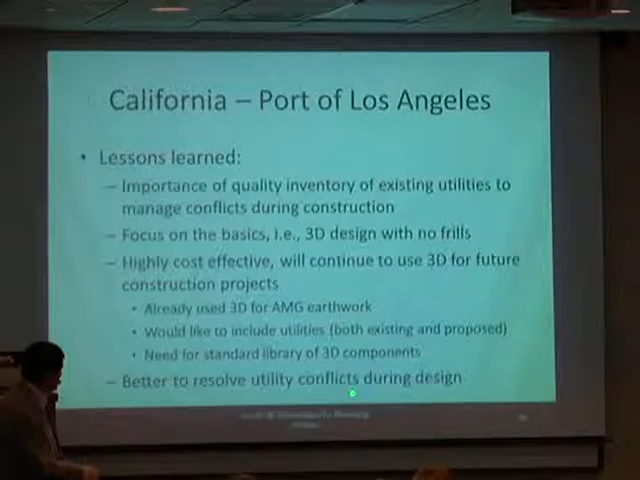 California – Port of Los Angeles
• Lessons learned:
– Importance of quality inventory of existing utilities to
manage conflicts during construction
– Focus on the basics, i.e., 3D design with no frills
– Highly cost effective, will continue to use 3D for future
construction projects
• Already used 3D for AMG earthwork
• Would like to include utilities (both existing and proposed)
• Need for standard library of 3D components
– Better to resolve utility conflicts during design